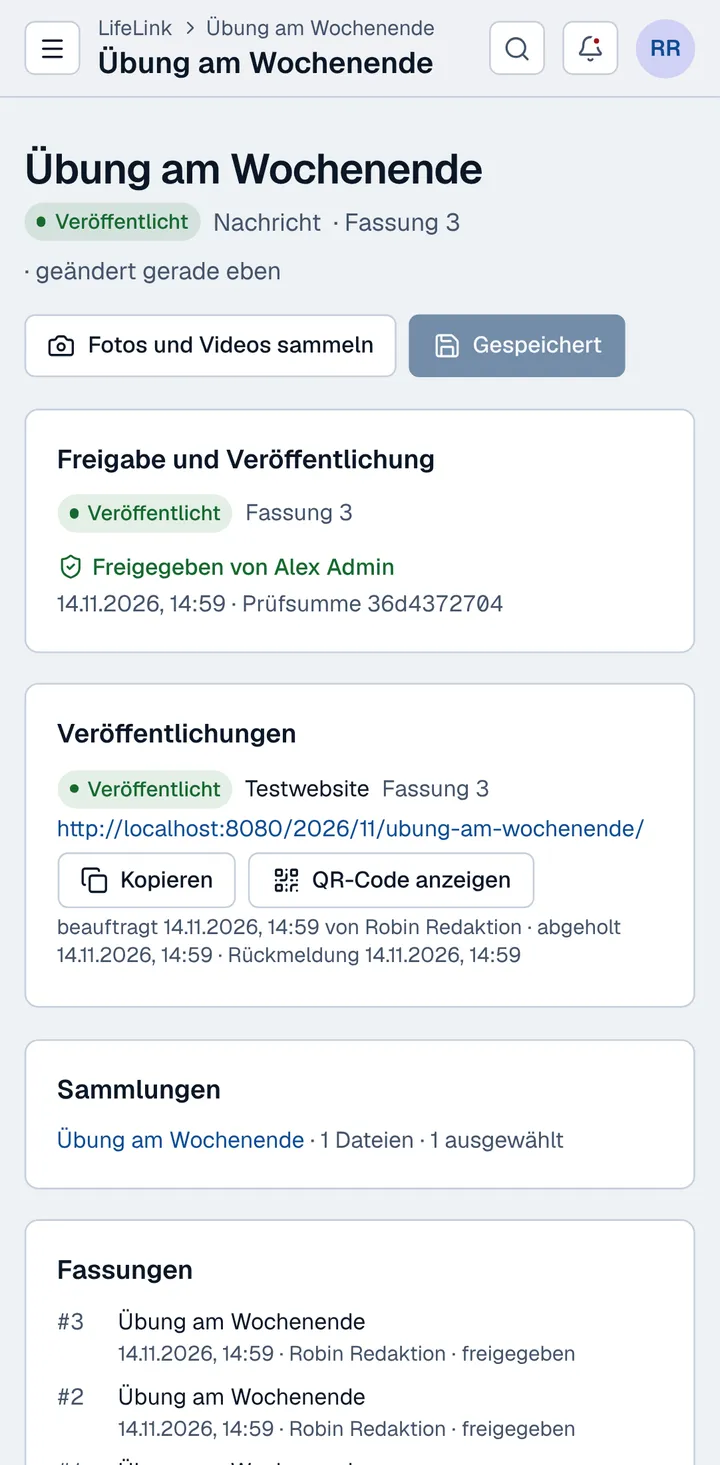 LifeLink > Übung am Wochenende
Übung am Wochenende
RR
Übung am Wochenende
Veröffentlicht Nachricht · Fassung 3
· geändert gerade eben
Fotos und Videos sammeln
Gespeichert
Freigabe und Veröffentlichung
Veröffentlicht Fassung 3
Freigegeben von Alex Admin
14.11.2026, 14:59 · Prüfsumme 36d4372704
Veröffentlichungen
Veröffentlicht Testwebsite Fassung 3
http://localhost:8080/2026/11/ubung-am-wochenende/
Kopieren
QR-Code anzeigen
beauftragt 14.11.2026, 14:59 von Robin Redaktion · abgeholt
14.11.2026, 14:59 · Rückmeldung 14.11.2026, 14:59
Sammlungen
Übung am Wochenende · 1 Dateien · 1 ausgewählt
Fassungen
#3 Übung am Wochenende
14.11.2026, 14:59 · Robin Redaktion · freigegeben
#2 Übung am Wochenende
14.11.2026, 14:59 · Robin Redaktion · freigegeben